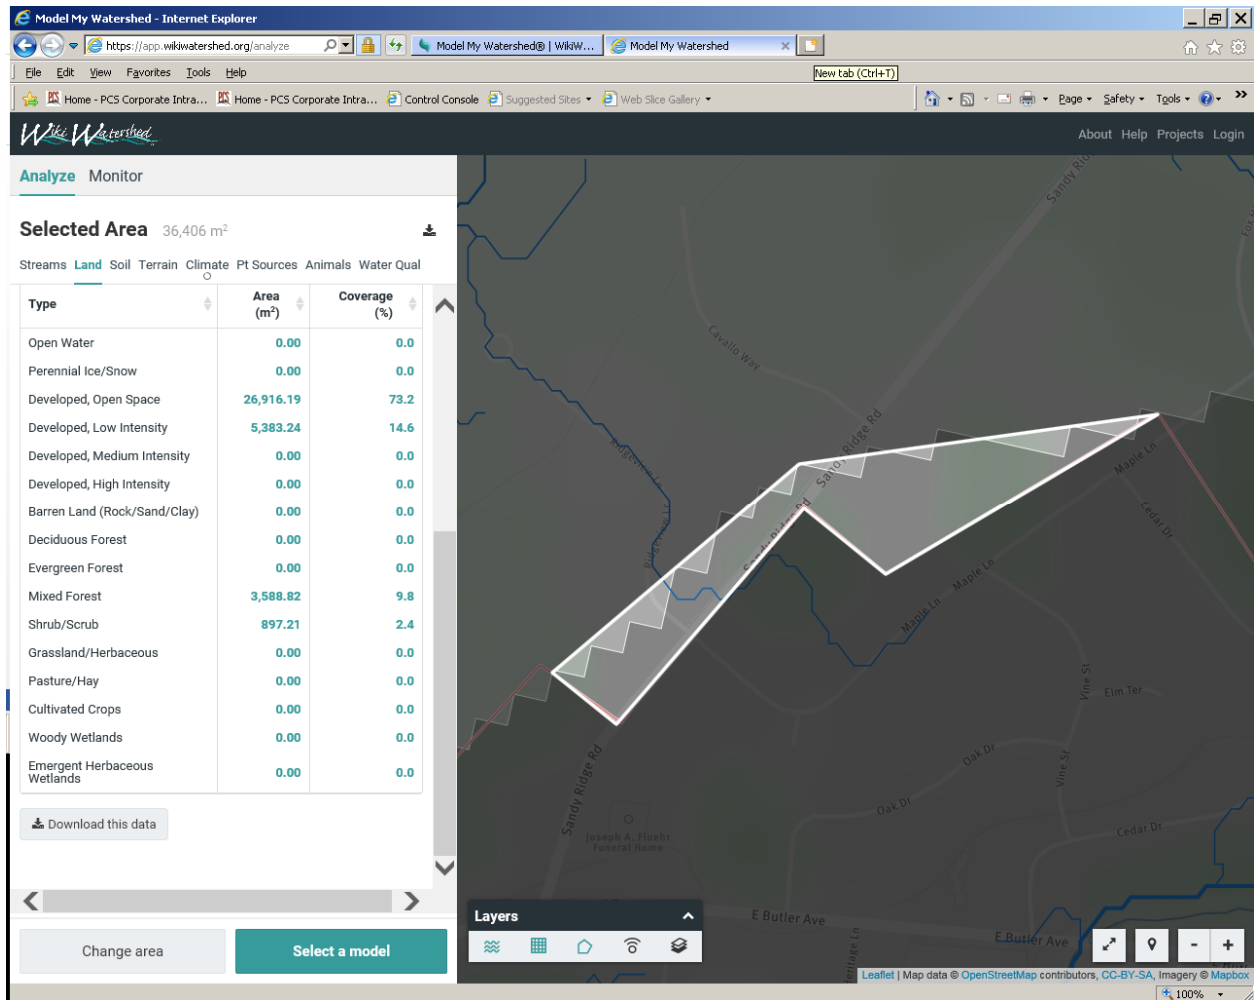 Model My Watershed - Internet Explorer
https://app.wikiwatershed.org/analyze
Model My Watershed® | WikiW...
Model My Watershed
File Edit View Favorites Tools Help
New tab (Ctrl+T)
Home - PCS Corporate Intra... Home - PCS Corporate Intra... Control Console Suggested Sites Web Slice Gallery
Page Safety Tools
Wiki Watershed
About Help Projects Login
Analyze Monitor
Selected Area 36,406 m²
Streams Land Soil Terrain Climate Pt Sources Animals Water Qual
Type Area (m²) Coverage (%)
Open Water 0.00 0.0
Perennial Ice/Snow 0.00 0.0
Developed, Open Space 26,916.19 73.2
Developed, Low Intensity 5,383.24 14.6
Developed, Medium Intensity 0.00 0.0
Developed, High Intensity 0.00 0.0
Barren Land (Rock/Sand/Clay) 0.00 0.0
Deciduous Forest 0.00 0.0
Evergreen Forest 0.00 0.0
Mixed Forest 3,588.82 9.8
Shrub/Scrub 897.21 2.4
Grassland/Herbaceous 0.00 0.0
Pasture/Hay 0.00 0.0
Cultivated Crops 0.00 0.0
Woody Wetlands 0.00 0.0
Emergent Herbaceous Wetlands 0.00 0.0
Download this data
Change area
Select a model
Sandy Ridge Rd
Cavallo Way
Sandy Ridge Rd
Ridgeview Ln
Maple Ln
Cedar Dr
Sandy Ridge Rd
Ridgeview Ln
Maple Ln
Maple Ln
Vine St
Elm Ter
Sandy Ridge Rd
Oak Dr
Vine St
Oak Dr
Joseph A. Fluehr
Funeral Home
Cedar Dr
E Butler Ave
E Butler Ave
Heritage Ln
Layers
Leaflet | Map data © OpenStreetMap contributors, CC-BY-SA, Imagery © Mapbox
100%